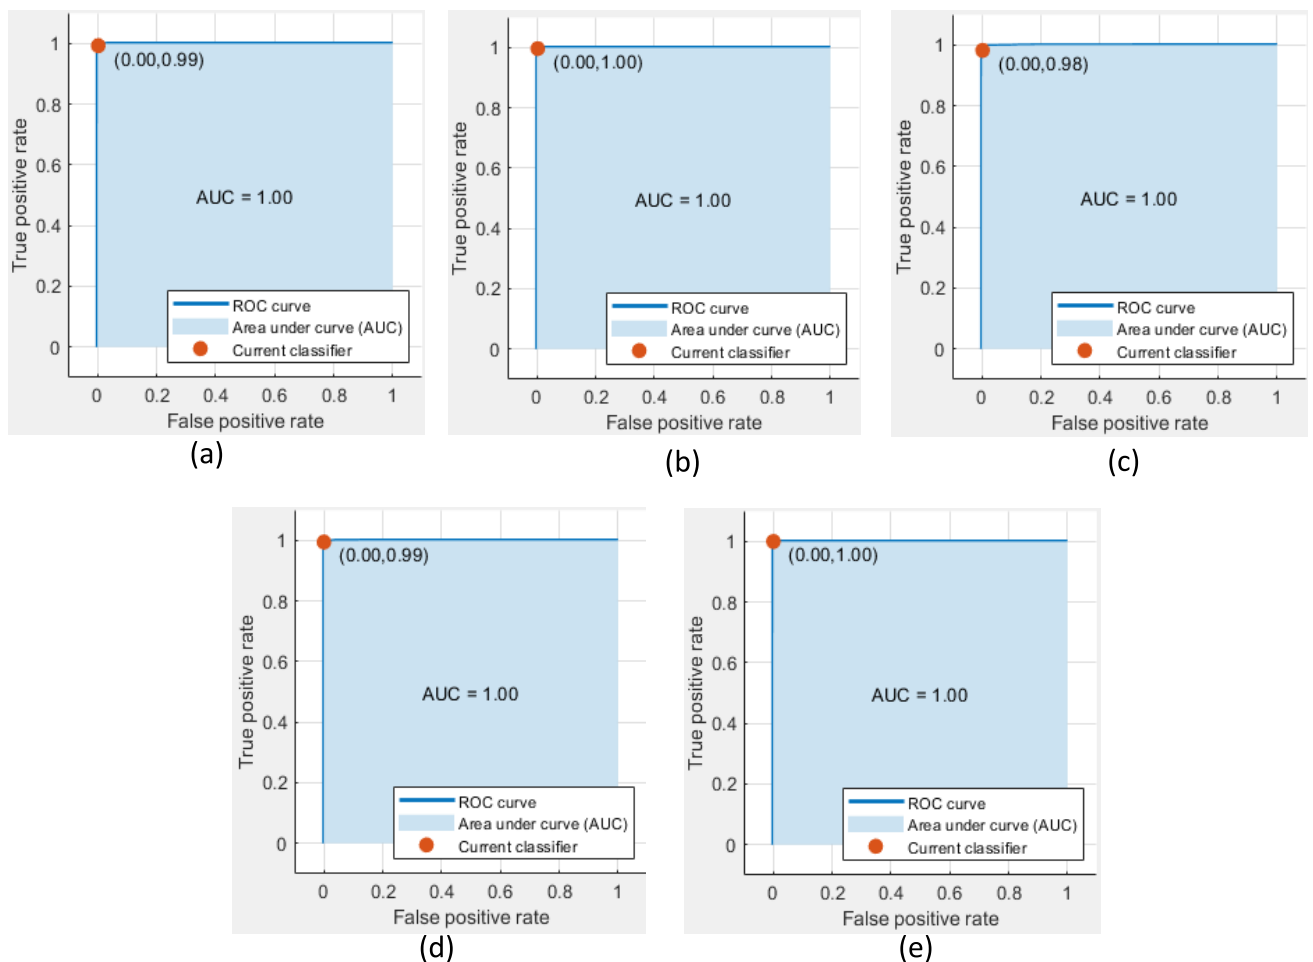 1
0.8
0.6
0.4
0.2
0
True positive rate
(0.00,0.99)
AUC = 1.00
ROC curve
Area under curve (AUC)
Current classifier
0 0.2 0.4 0.6 0.8 1
False positive rate
(a)
1
0.8
0.6
0.4
0.2
0
True positive rate
(0.00,1.00)
AUC = 1.00
ROC curve
Area under curve (AUC)
Current classifier
0 0.2 0.4 0.6 0.8 1
False positive rate
(b)
1
0.8
0.6
0.4
0.2
0
True positive rate
(0.00,0.98)
AUC = 1.00
ROC curve
Area under curve (AUC)
Current classifier
0 0.2 0.4 0.6 0.8 1
False positive rate
(c)
1
0.8
0.6
0.4
0.2
0
True positive rate
(0.00,0.99)
AUC = 1.00
ROC curve
Area under curve (AUC)
Current classifier
0 0.2 0.4 0.6 0.8 1
False positive rate
(d)
1
0.8
0.6
0.4
0.2
0
True positive rate
(0.00,1.00)
AUC = 1.00
ROC curve
Area under curve (AUC)
Current classifier
0 0.2 0.4 0.6 0.8 1
False positive rate
(e)